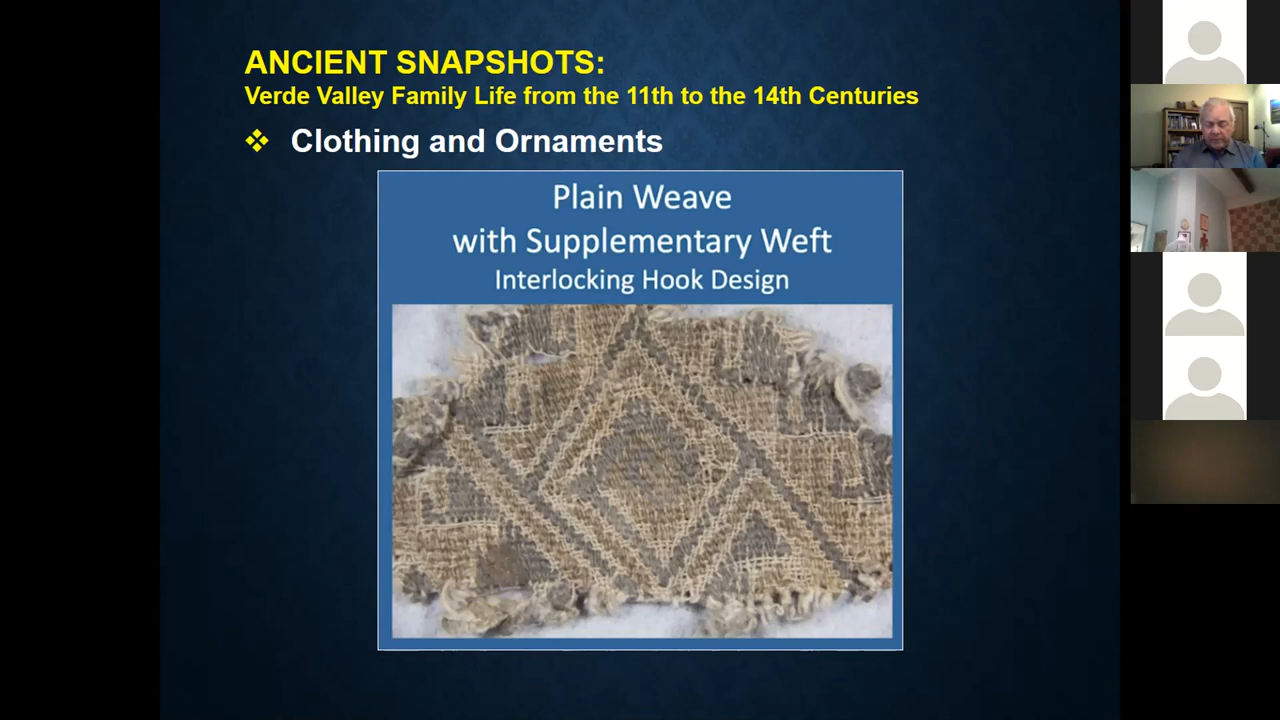 ANCIENT SNAPSHOTS:
Verde Valley Family Life from the 11th to the 14th Centuries
❖ Clothing and Ornaments
Plain Weave
with Supplementary Weft
Interlocking Hook Design